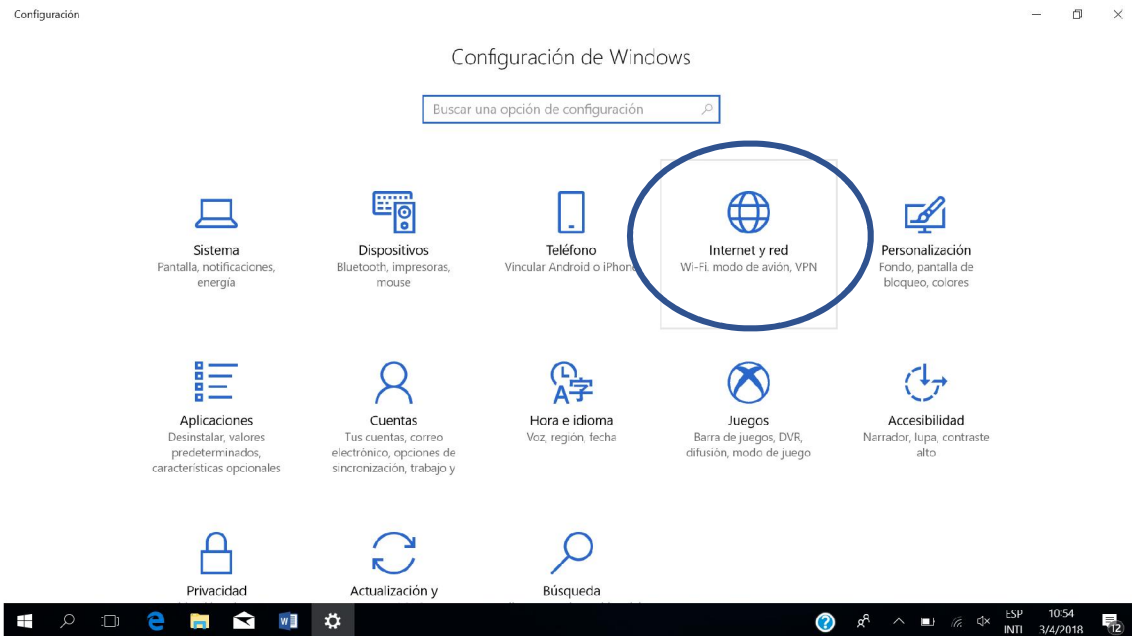 Configuración
Configuración de Windows
Buscar una opción de configuración
Sistema
Pantalla, notificaciones,
energía
Dispositivos
Bluetooth, impresoras,
mouse
Teléfono
Vincular Android o iPhone
Internet y red
Wi-Fi, modo de avión, VPN
Personalización
Fondo, pantalla de
bloqueo, colores
Aplicaciones
Desinstalar, valores
predeterminados,
características opcionales
Cuentas
Tus cuentas, correo
electrónico, opciones de
sincronización, trabajo y
Hora e idioma
Voz, región, fecha
Juegos
Barra de juegos, DVR,
difusión, modo de juego
Accesibilidad
Narrador, lupa, contraste
alto
Privacidad
Actualización y
Búsqueda
ESP
INTL
10:54
3/4/2018
12